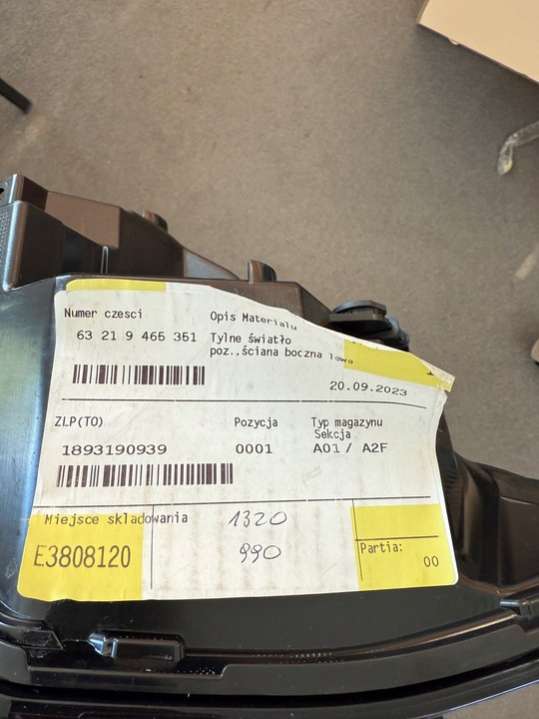 Numer czesci
Opis Materialu
63 21 9 466 351
Tylne światło
poz.,ściana boczna lewa
20.09.2023
ZLP(TO)
Pozycja
Typ magazynu
Sekcja
1893190939
0001
A01 / A2F
Miejsce skladowania
1320
E3808120
990
Partia:
00